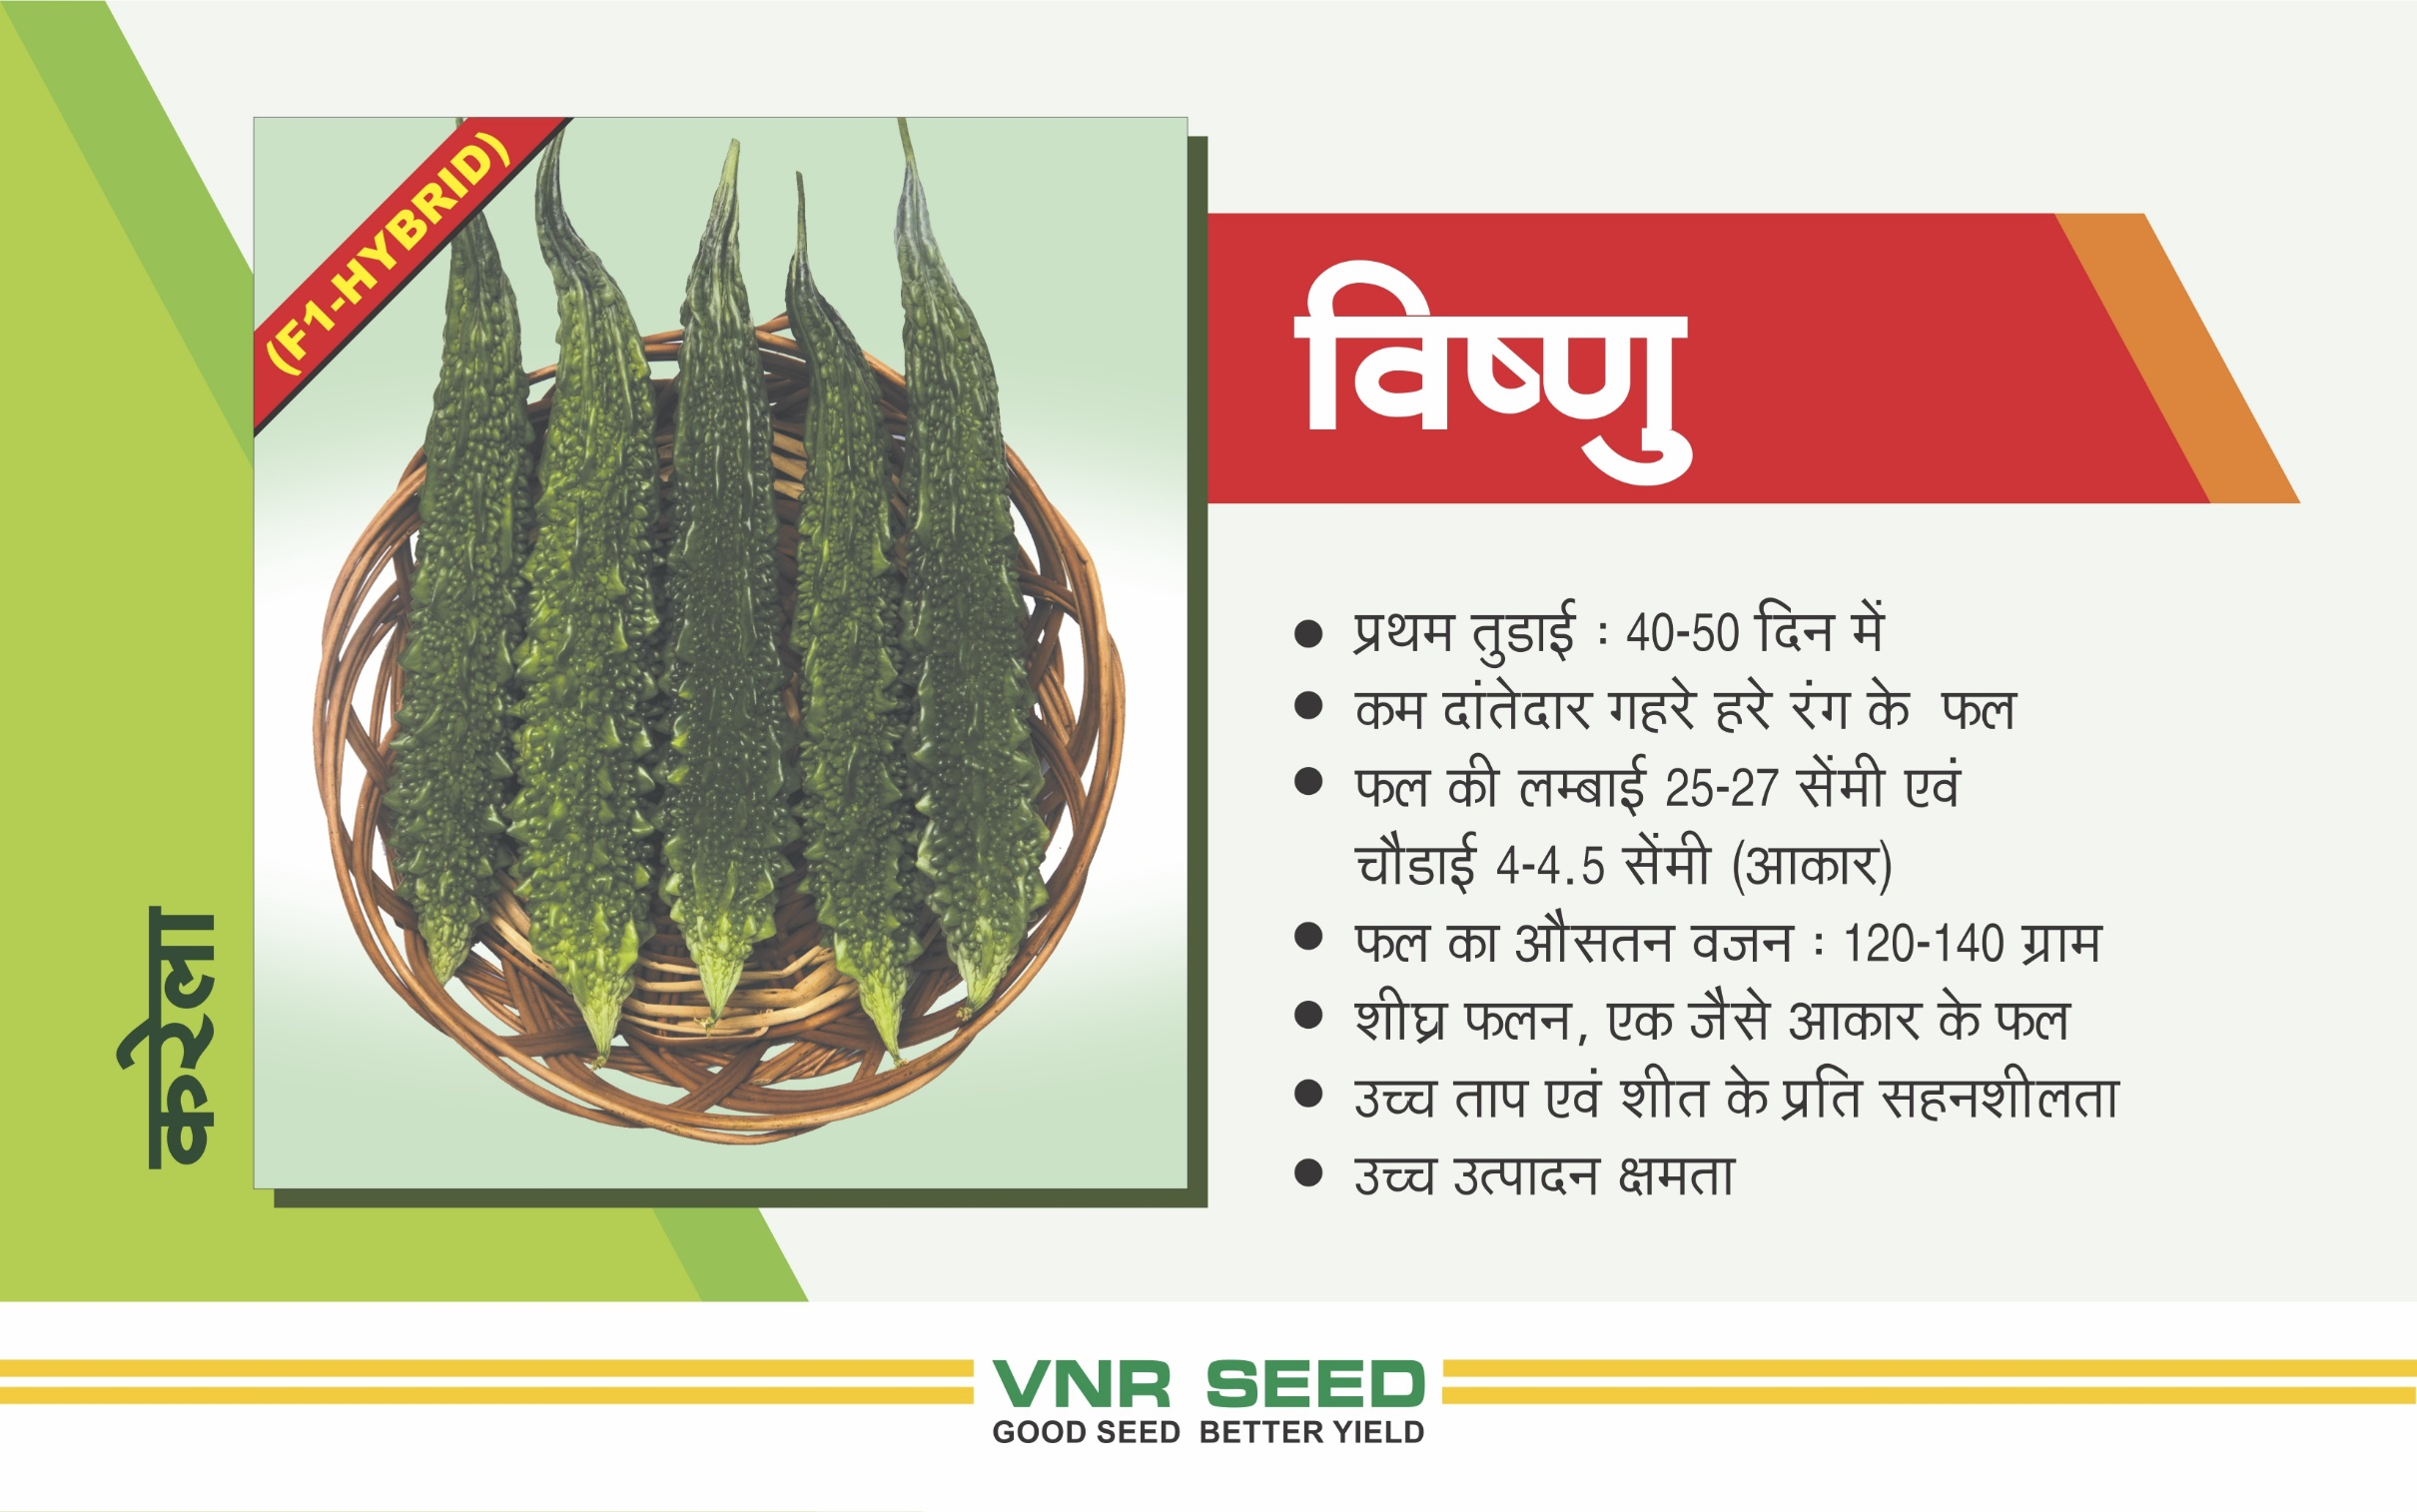 (F1-HYBRID)
करेला
विष्णु
● प्रथम तुडाई : 40-50 दिन में
● कम दांतेदार गहरे हरे रंग के फल
● फल की लम्बाई 25-27 सेंमी एवं
चौडाई 4-4.5 सेंमी (आकार)
● फल का औसतन वजन : 120-140 ग्राम
● शीघ्र फलन, एक जैसे आकार के फल
● उच्च ताप एवं शीत के प्रति सहनशीलता
● उच्च उत्पादन क्षमता
VNR SEED
GOOD SEED BETTER YIELD